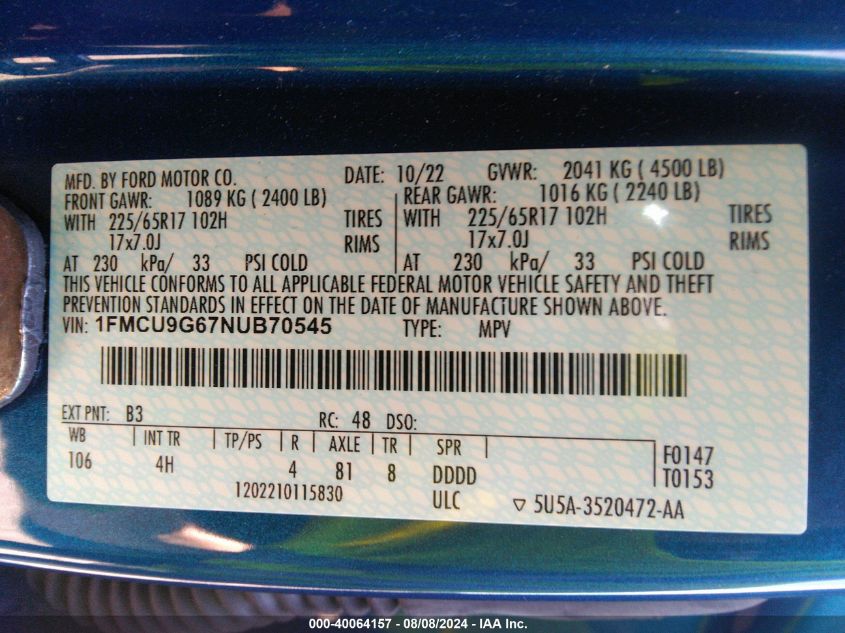 MFD. BY FORD MOTOR CO. DATE: 10/22 GVWR: 2041 KG ( 4500 LB)
FRONT GAWR: 1089 KG ( 2400 LB) REAR GAWR: 1016 KG ( 2240 LB)
WITH 225/65R17 102H TIRES WITH 225/65R17 102H TIRES
17x7.0J RIMS 17x7.0J RIMS
AT 230 kPa/ 33 PSI COLD AT 230 kPa/ 33 PSI COLD
THIS VEHICLE CONFORMS TO ALL APPLICABLE FEDERAL MOTOR VEHICLE SAFETY AND THEFT
PREVENTION STANDARDS IN EFFECT ON THE DATE OF MANUFACTURE SHOWN ABOVE.
VIN: 1FMCU9G67NUB70545 TYPE: MPV
EXT PNT: B3 RC: 48 DSO:
WB INT TR TP/PS R AXLE TR SPR F0147
106 4H 4 81 8 DDDD T0153
1202210115830 ULC ▽ 5U5A-3520472-AA
000-40064157 - 08/08/2024 - IAA Inc.